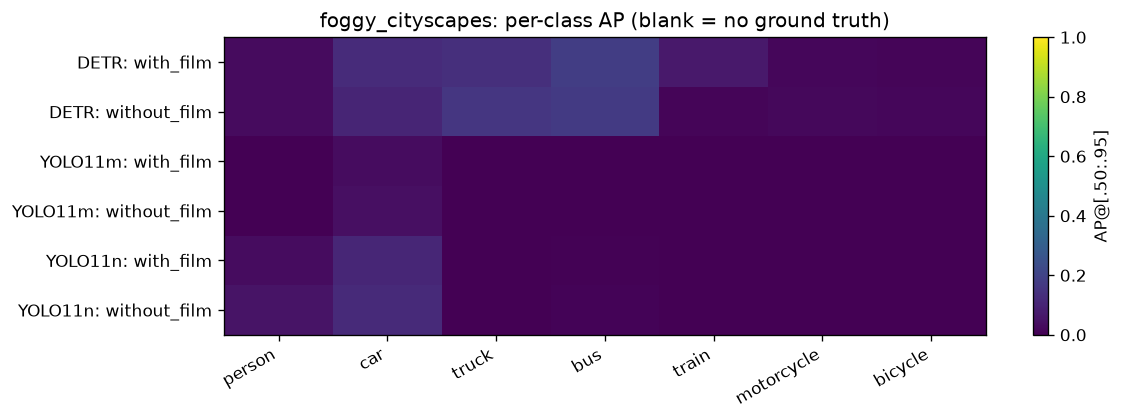 foggy_cityscapes: per-class AP (blank = no ground truth)
DETR: with_film
DETR: without_film
YOLO11m: with_film
YOLO11m: without_film
YOLO11n: with_film
YOLO11n: without_film
person
car
truck
bus
train
motorcycle
bicycle
1.0
0.8
0.6
0.4
0.2
0.0
AP@[.50:.95]